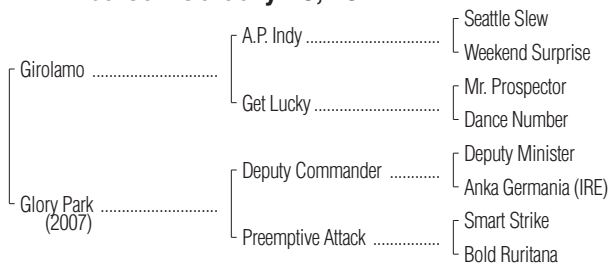 Seattle Slew
A.P. Indy ..............................
Weekend Surprise
Girolamo ............................
Mr. Prospector
Get Lucky ............................
Dance Number
Deputy Minister
Deputy Commander ............
Anka Germania (IRE)
Glory Park ..........................
(2007)
Smart Strike
Preemptive Attack ...............
Bold Ruritana